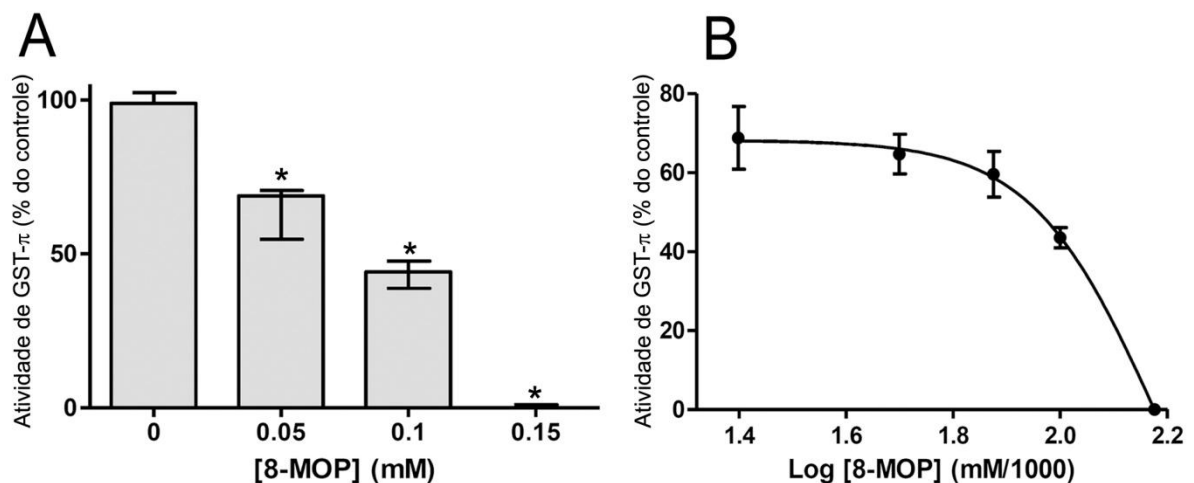 A
Atividade de GST-π (% do controle)
100
50
0
*
*
*
0 0.05 0.1 0.15
[8-MOP] (mM)
B
Atividade de GST-π (% do controle)
80
60
40
20
0
1.4 1.6 1.8 2.0 2.2
Log [8-MOP] (mM/1000)